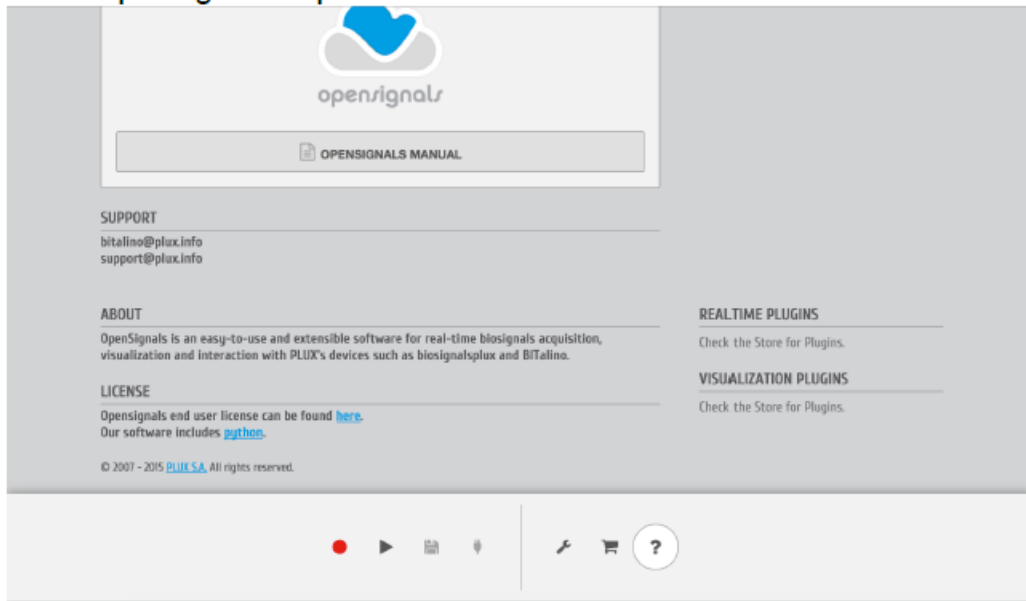 opensignals
OPENSIGNALS MANUAL
SUPPORT
bitalino@plux.info
support@plux.info
ABOUT
OpenSignals is an easy-to-use and extensible software for real-time biosignals acquisition,
visualization and interaction with PLUX's devices such as biosignalsplux and BITalino.
LICENSE
Opensignals end user license can be found here.
Our software includes python.
© 2007 - 2015 PLUX S.A. All rights reserved.
REALTIME PLUGINS
Check the Store for Plugins.
VISUALIZATION PLUGINS
Check the Store for Plugins.
?